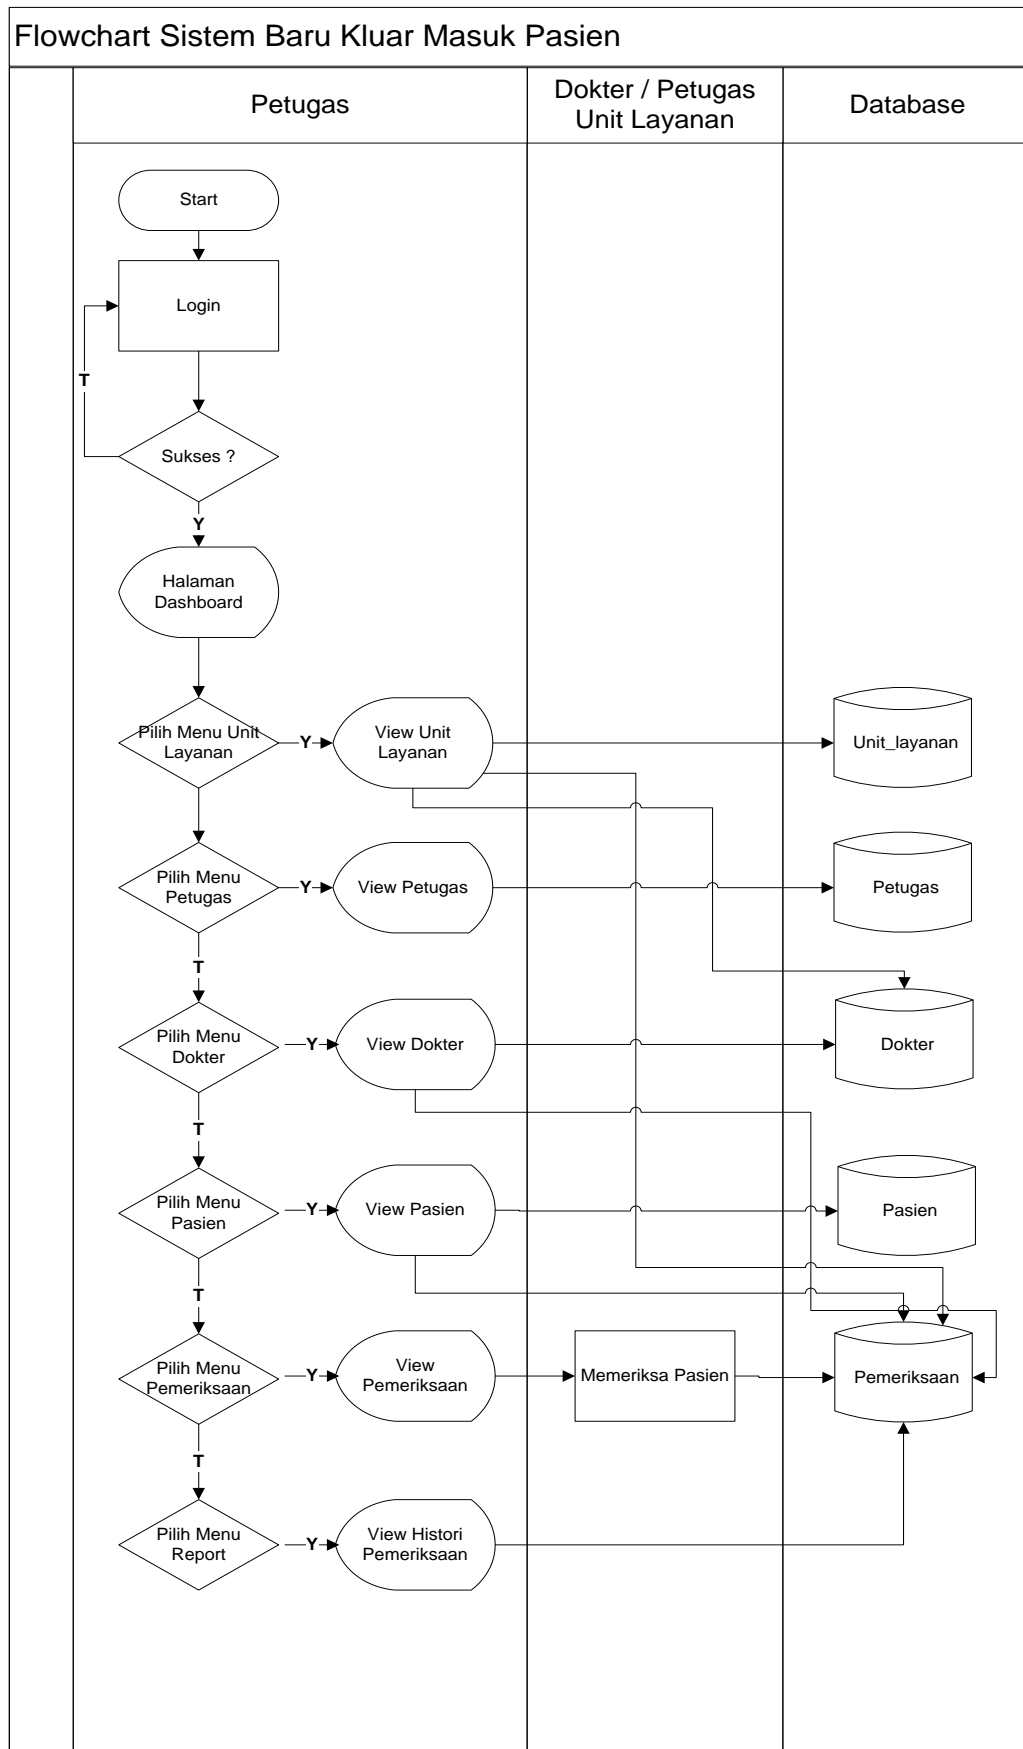 Flowchart Sistem Baru Kluar Masuk Pasien
Petugas
Dokter / Petugas
Unit Layanan
Database
Start
Login
T
Sukses ?
Y
Halaman
Dashboard
Pilih Menu Unit
Layanan
Y
View Unit
Layanan
Unit_layanan
Pilih Menu
Petugas
Y
View Petugas
Petugas
T
Pilih Menu
Dokter
Y
View Dokter
Dokter
T
Pilih Menu
Pasien
Y
View Pasien
Pasien
T
Pilih Menu
Pemeriksaan
Y
View
Pemeriksaan
Memeriksa Pasien
Pemeriksaan
T
Pilih Menu
Report
Y
View Histori
Pemeriksaan